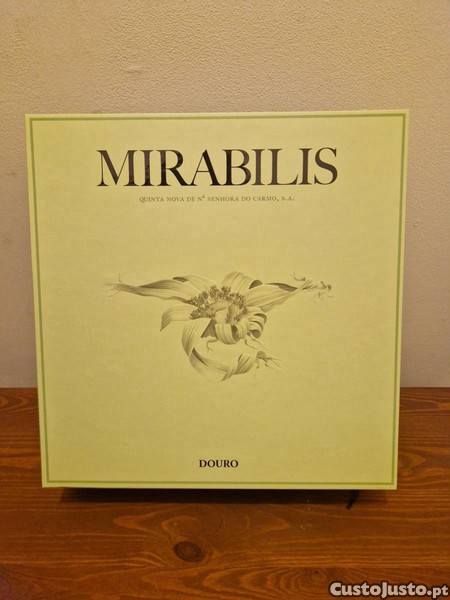 MIRABILIS
QUINTA NOVA DE Nª SENHORA DO CARMO, S.A.
DOURO
CustoJusto.pt